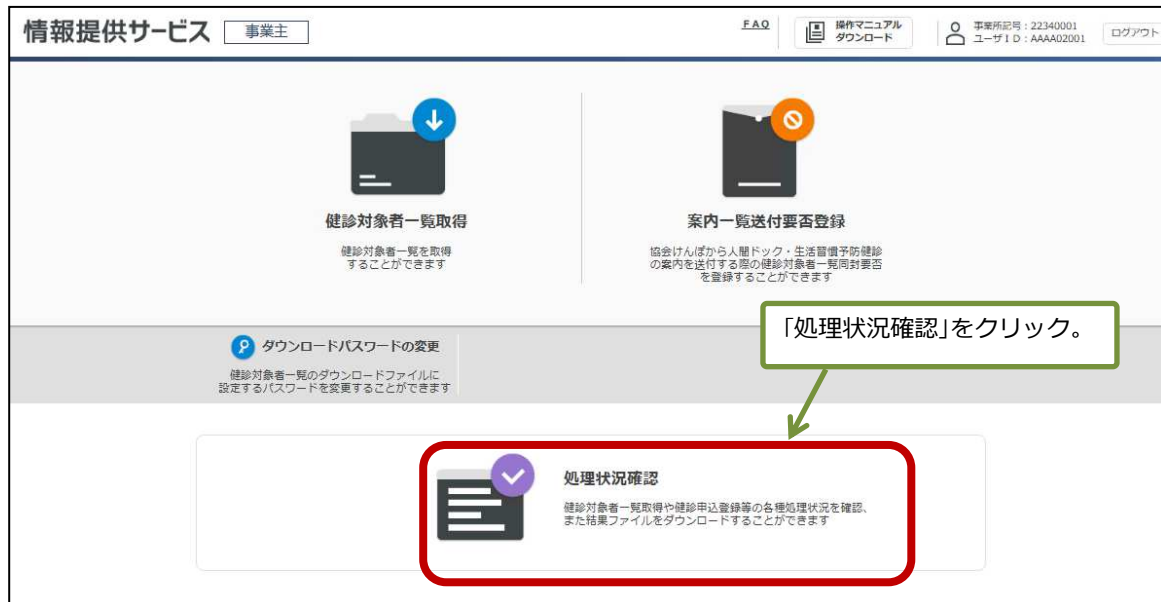 情報提供サービス 事業主
FAQ
操作マニュアル
ダウンロード
事業所記号：22340001
ユーザID：AAAA02001
ログアウト
健診対象者一覧取得
健診対象者一覧を取得
することができます
案内一覧送付要否登録
協会けんぽから人間ドック・生活習慣予防健診
の案内を送付する際の健診対象者一覧同封要否
を登録することができます
「処理状況確認」をクリック。
ダウンロードパスワードの変更
健診対象者一覧のダウンロードファイルに
設定するパスワードを変更することができます
処理状況確認
健診対象者一覧取得や健診申込登録等の各種処理状況を確認、
また結果ファイルをダウンロードすることができます